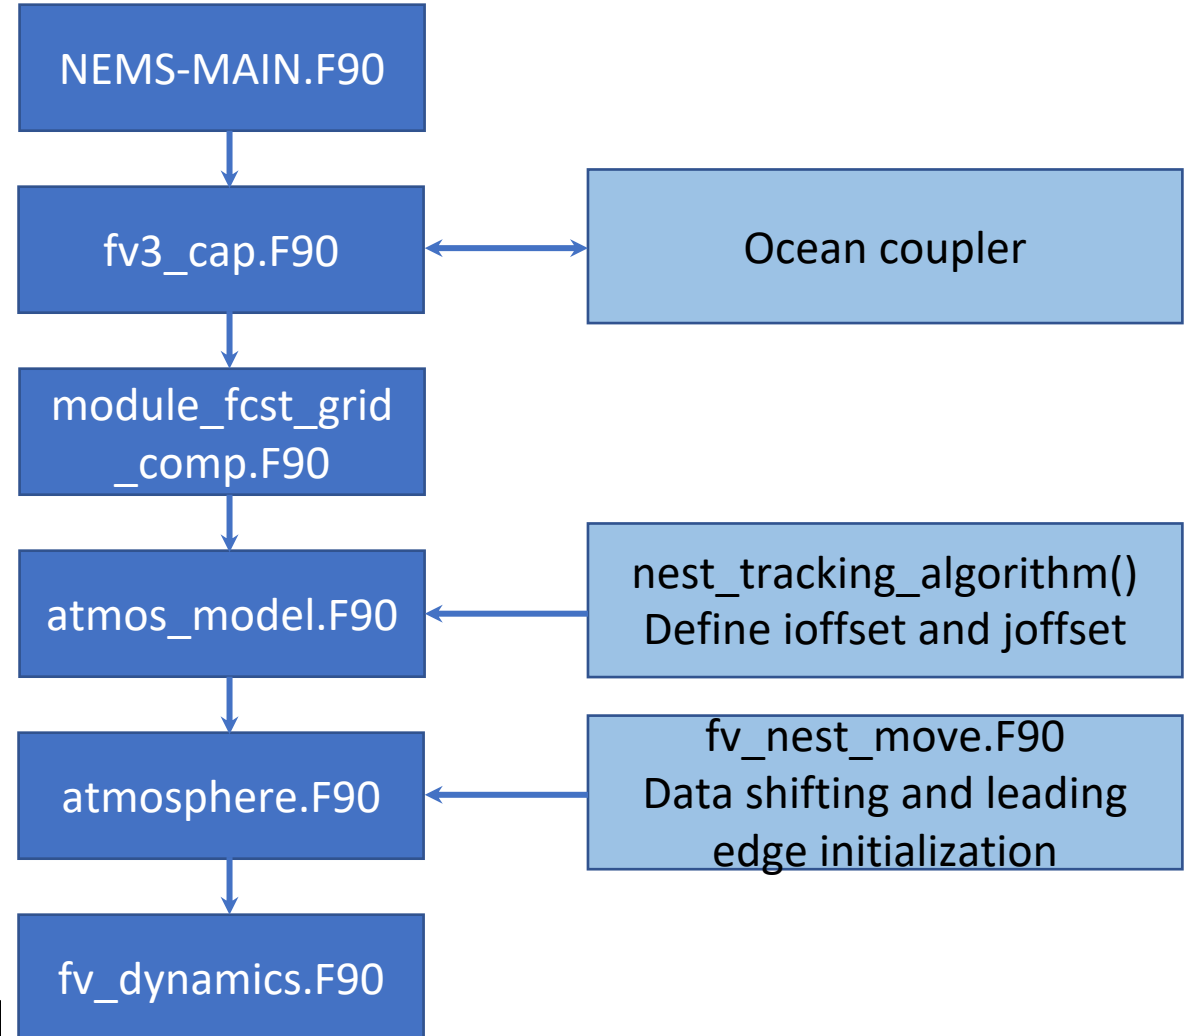 NEMS-MAIN.F90
fv3_cap.F90
Ocean coupler
module_fcst_grid
_comp.F90
atmos_model.F90
nest_tracking_algorithm()
Define ioffset and joffset
atmosphere.F90
fv_nest_move.F90
Data shifting and leading
edge initialization
fv_dynamics.F90